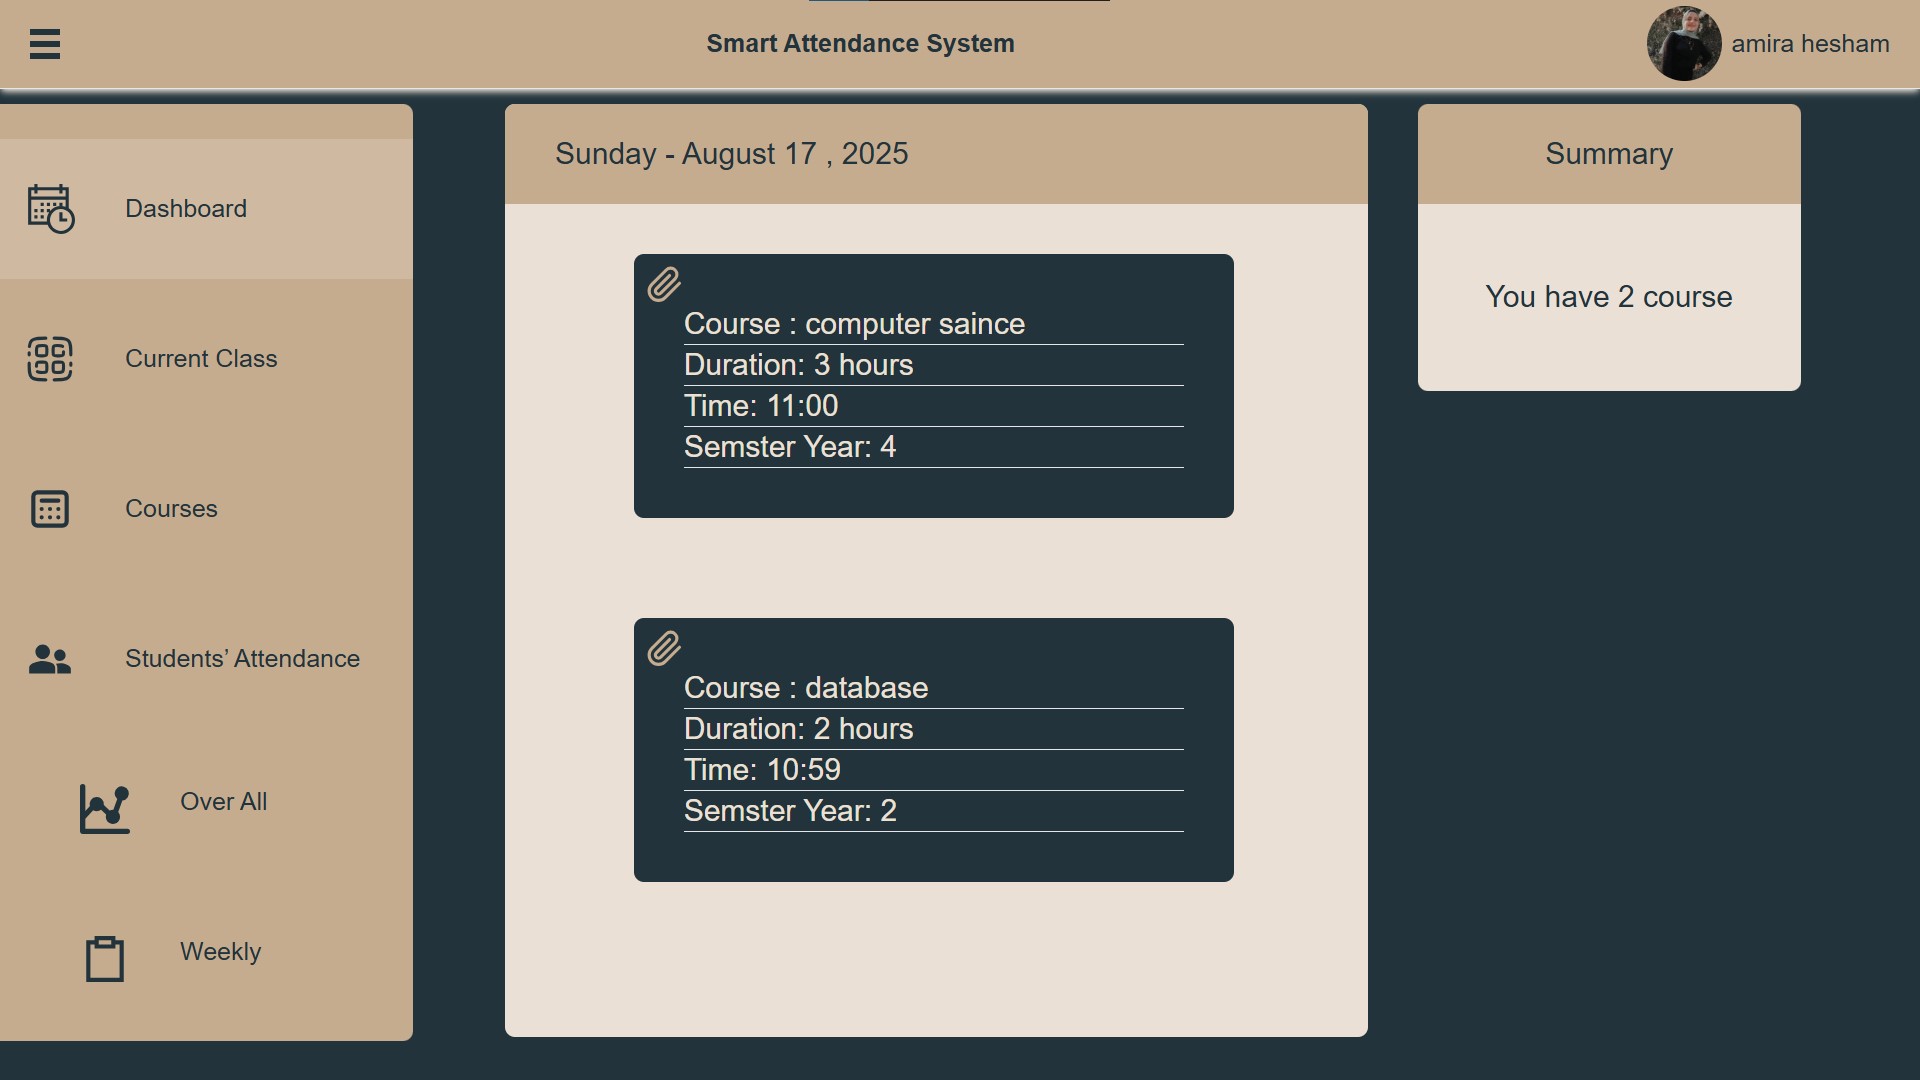 Smart Attendance System
amira hesham
Dashboard
Current Class
Courses
Students’ Attendance
Over All
Weekly
Sunday - August 17 , 2025
Course : computer saince
Duration: 3 hours
Time: 11:00
Semster Year: 4
Course : database
Duration: 2 hours
Time: 10:59
Semster Year: 2
Summary
You have 2 course